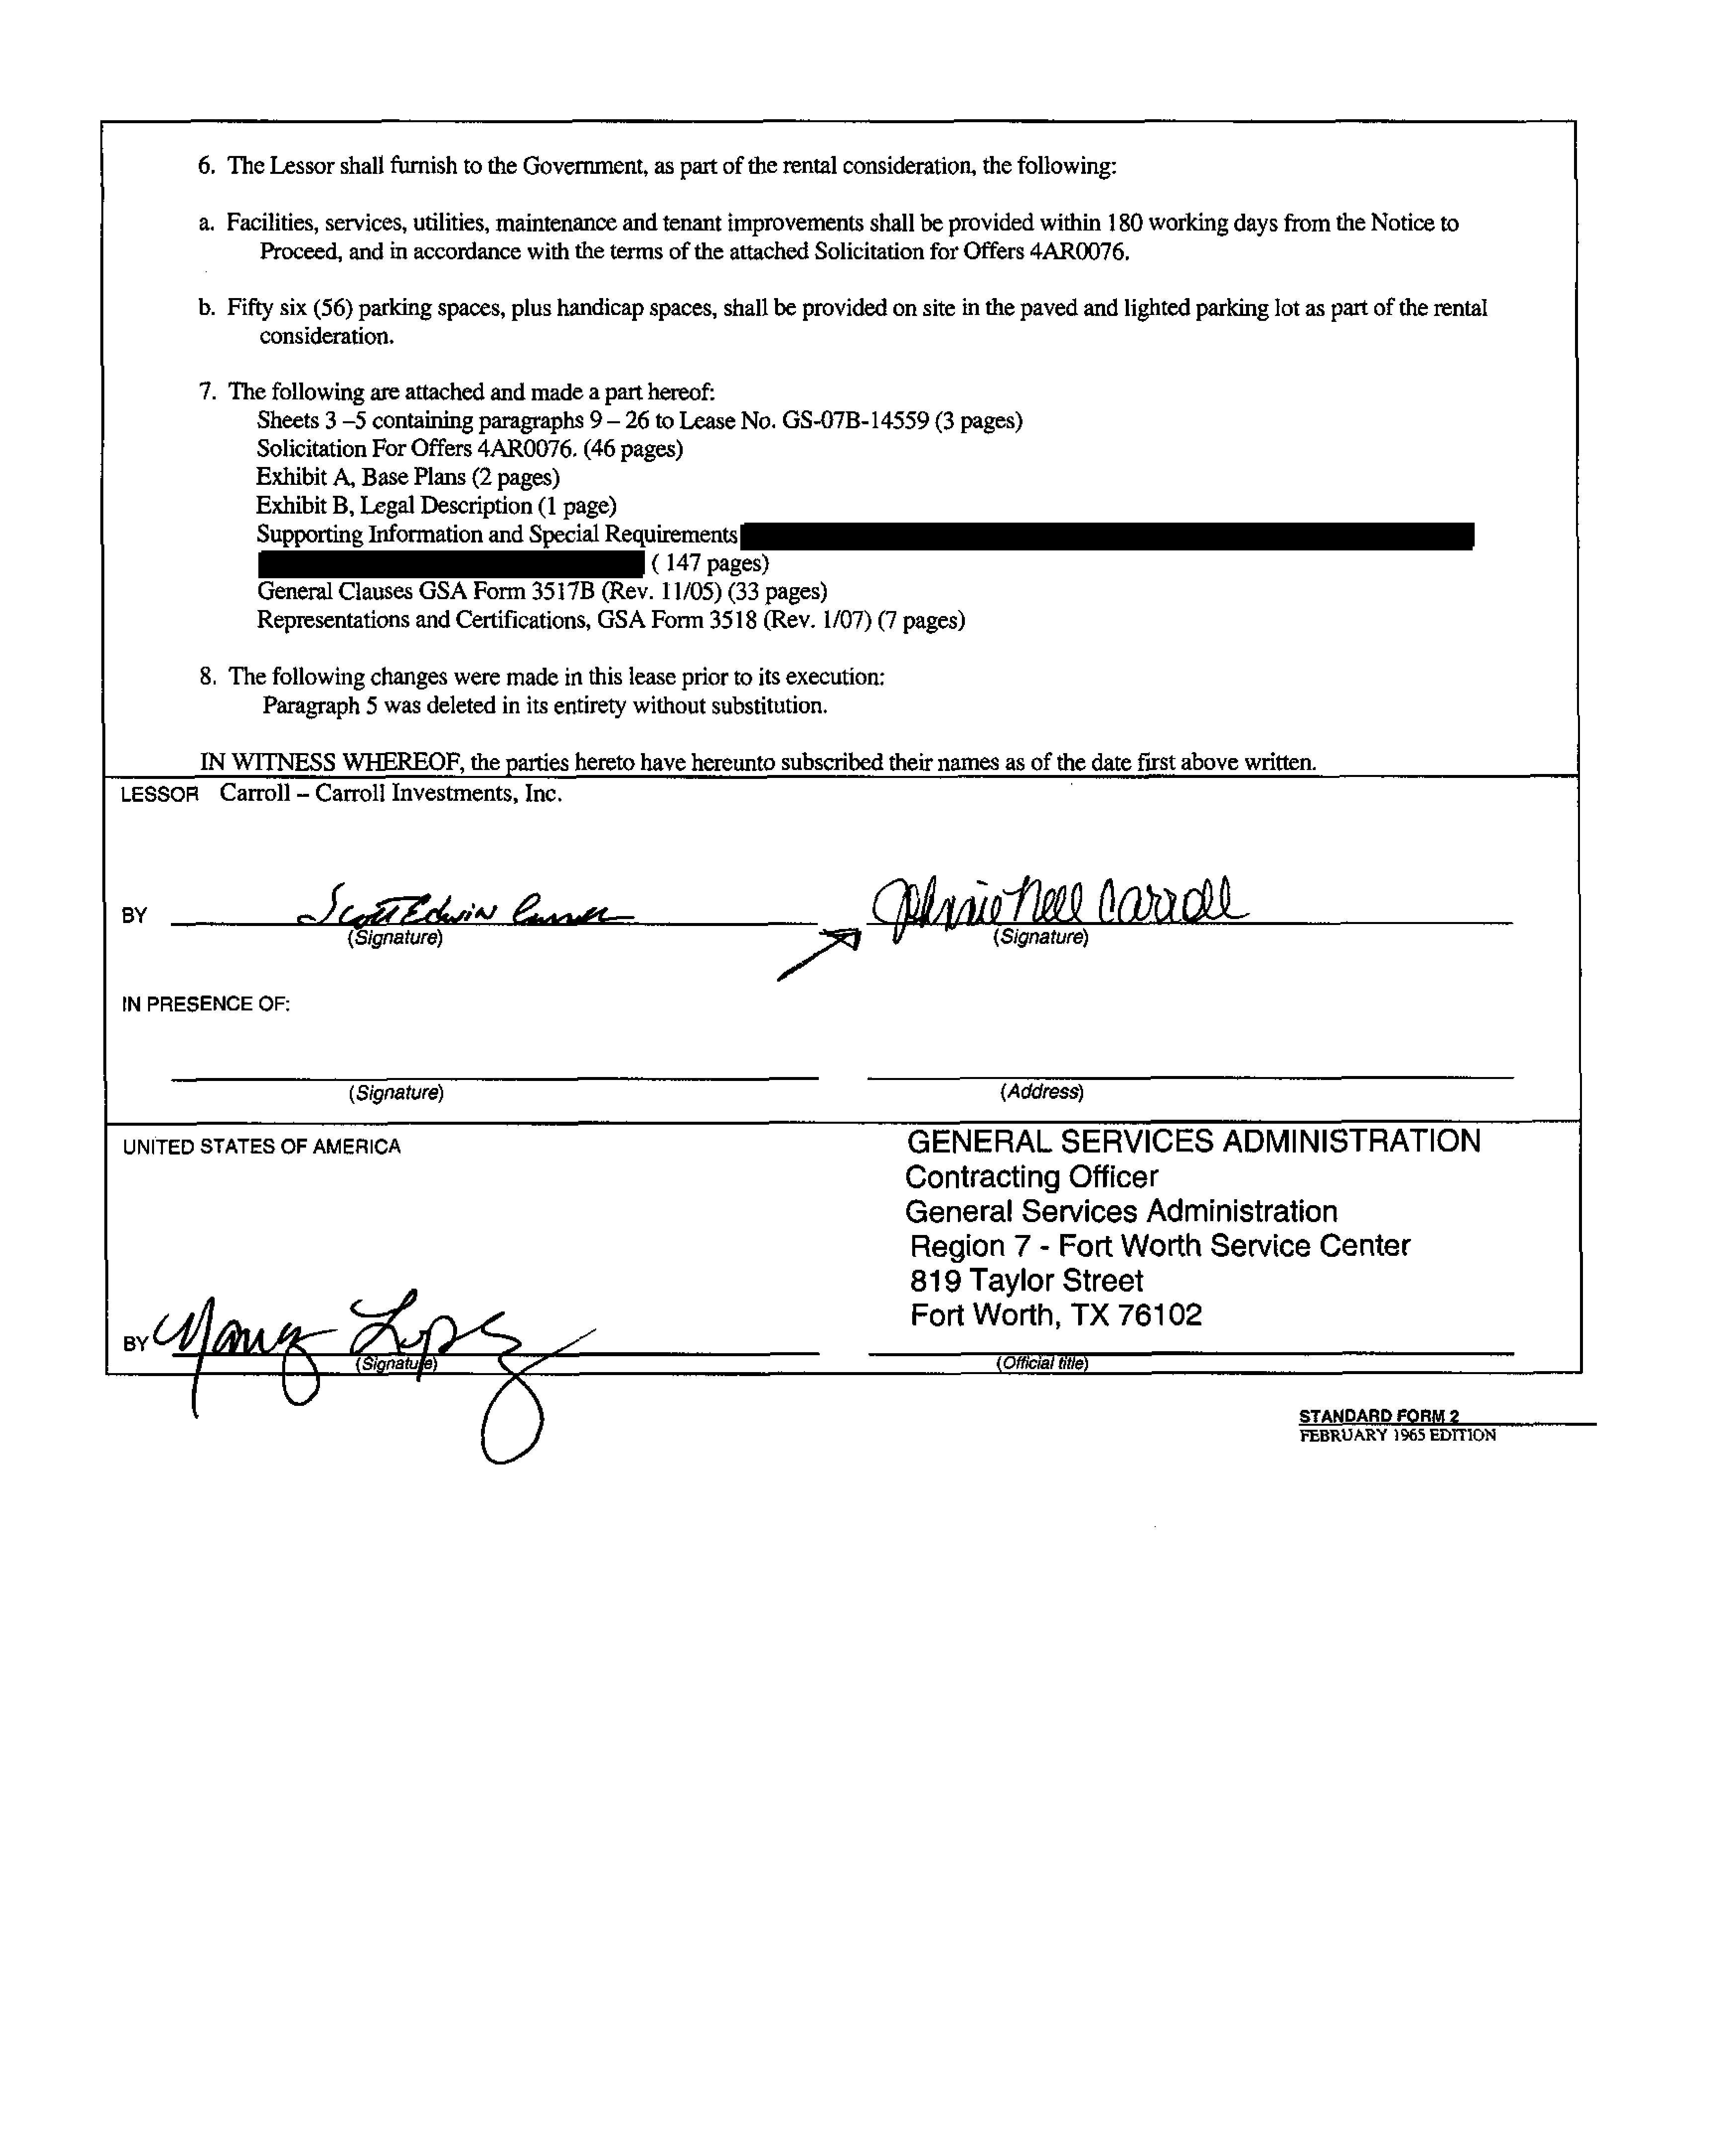 6. The Lessor shall furnish to the Government, as part of the rental consideration, the following:
a. Facilities, services, utilities, maintenance and tenant improvements shall be provided within 180 working days from the Notice to
Proceed, and in accordance with the terms of the attached Solicitation for Offers 4AR0076.
b. Fifty six (56) parking spaces, plus handicap spaces, shall be provided on site in the paved and lighted parking lot as part of the rental
consideration.
7. The following are attached and made a part hereof:
Sheets 3 –5 containing paragraphs 9 – 26 to Lease No. GS-07B-14559 (3 pages)
Solicitation For Offers 4AR0076. (46 pages)
Exhibit A, Base Plans (2 pages)
Exhibit B, Legal Description (1 page)
Supporting Information and Special Requirements
( 147 pages)
General Clauses GSA Form 3517B (Rev. 11/05) (33 pages)
Representations and Certifications, GSA Form 3518 (Rev. 1/07) (7 pages)
8. The following changes were made in this lease prior to its execution:
Paragraph 5 was deleted in its entirety without substitution.
IN WITNESS WHEREOF, the parties hereto have hereunto subscribed their names as of the date first above written.
LESSOR Carroll – Carroll Investments, Inc.
BY Scott Edwin Johnnie Nell Carroll
(Signature) (Signature)
IN PRESENCE OF:
(Signature) (Address)
UNITED STATES OF AMERICA
GENERAL SERVICES ADMINISTRATION
Contracting Officer
General Services Administration
Region 7 - Fort Worth Service Center
819 Taylor Street
Fort Worth, TX 76102
BY Nancy Lopez
(Signature) (Official title)
STANDARD FORM 2
FEBRUARY 1965 EDITION